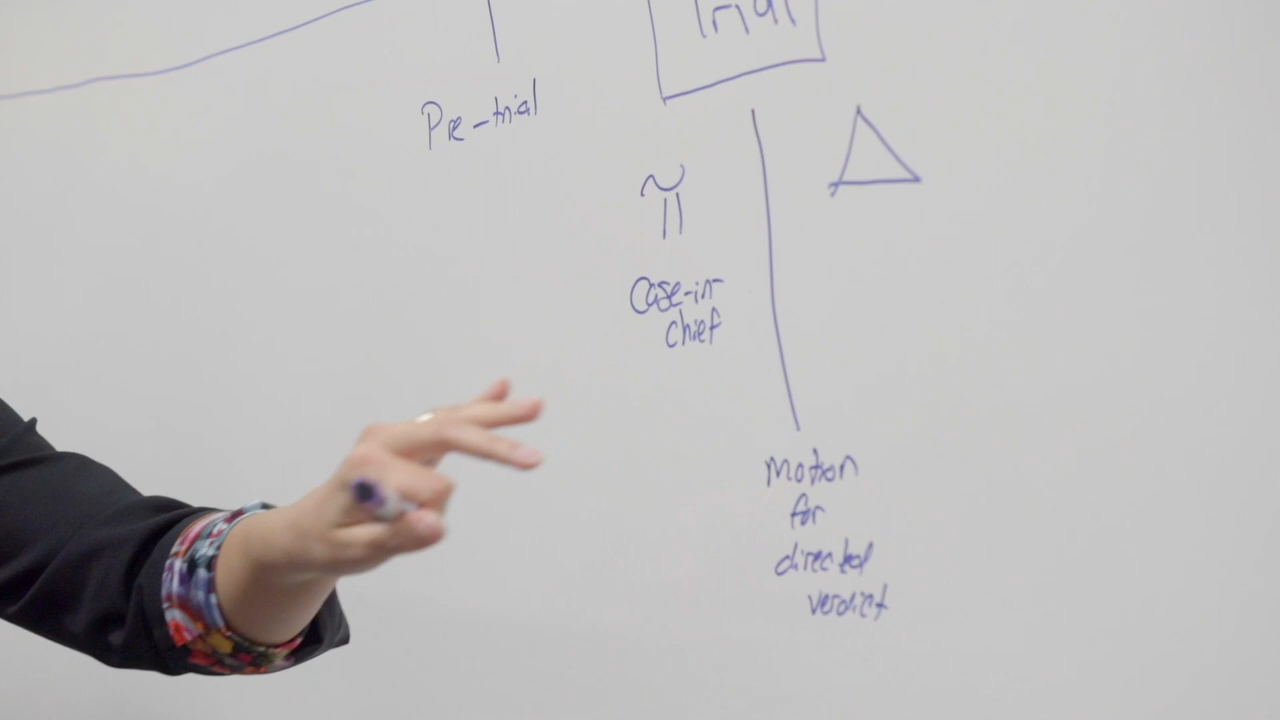 Trial
Pre-trial
π Δ
Case-in-
chief
motion
for
directed
verdict